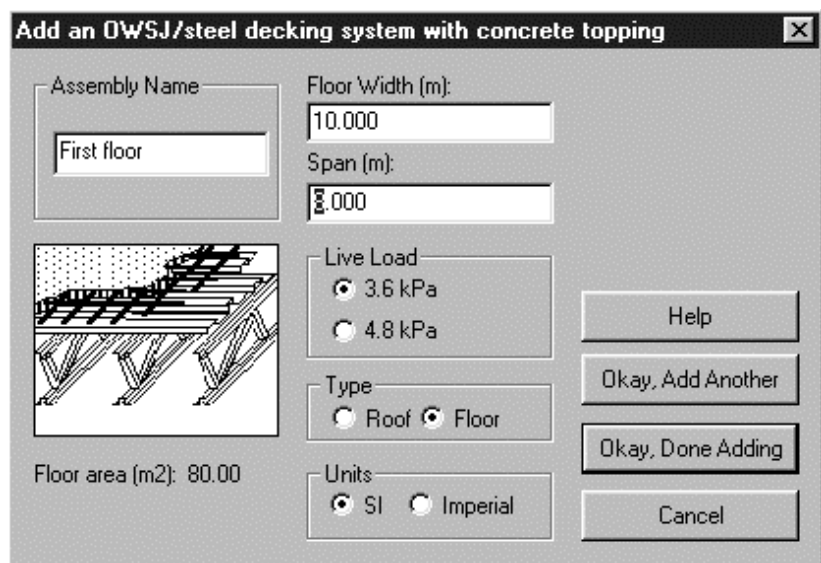 Add an OWSJ/steel decking system with concrete topping
Assembly Name
First floor
Floor Width (m):
10.000
Span (m):
.000
Live Load
3.6 kPa
4.8 kPa
Type
Roof
Floor
Floor area (m2): 80.00
Units
SI
Imperial
Help
Okay, Add Another
Okay, Done Adding
Cancel